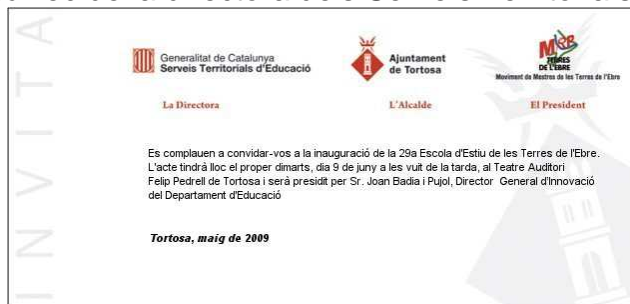 INVITA
Generalitat de Catalunya
Serveis Territorials d'Educació
Ajuntament
de Tortosa
MRB
TERRES
DE L'EBRE
Moviment de Mestres de les Terres de l'Ebre
La Directora
L'Alcalde
El President
Es complauen a convidar-vos a la inauguració de la 29a Escola d'Estiu de les Terres de l'Ebre.
L'acte tindrà lloc el proper dimarts, dia 9 de juny a les vuit de la tarda, al Teatre Auditori
Felip Pedrell de Tortosa i serà presidit per Sr. Joan Badia i Pujol, Director General d'Innovació
del Departament d'Educació
Tortosa, maig de 2009